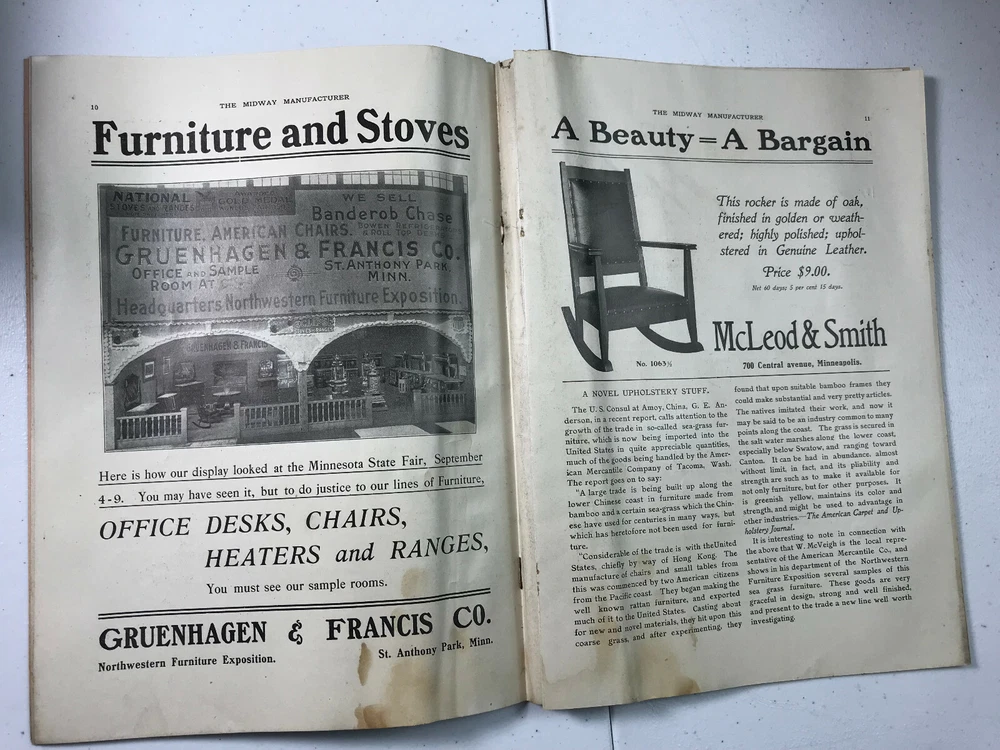 10
THE MIDWAY MANUFACTURER
Furniture and Stoves
NATIONAL
STOVES AND RANGES
GOLD MEDAL
WE SELL
Banderob Chase
FURNITURE, AMERICAN CHAIRS.
BOWEN REFRIG
& ROLL TOP DE
GRUENHAGEN & FRANCIS CO.
OFFICE AND SAMPLE
ROOM AT
ST. ANTHONY PARK,
MINN.
Headquarters Northwestern Furniture Exposition.
GRUENHAGEN & FRANCIS
Here is how our display looked at the Minnesota State Fair, September
4-9. You may have seen it, but to do justice to our lines of Furniture,
OFFICE DESKS, CHAIRS,
HEATERS and RANGES,
You must see our sample rooms.
GRUENHAGEN & FRANCIS CO.
Northwestern Furniture Exposition.
St. Anthony Park, Minn.
THE MIDWAY MANUFACTURER
11
A Beauty=A Bargain
This rocker is made of oak,
finished in golden or weath-
ered; highly polished; uphol-
stered in Genuine Leather.
Price $9.00.
Net 60 days; 5 per cent 15 days.
McLeod & Smith
No. 1063½
700 Central avenue, Minneapolis.
A NOVEL UPHOLSTERY STUFF.
The U. S. Consul at Amoy, China, G. E. An-
derson, in a recent report, calls attention to the
growth of the trade in so-called sea-grass fur-
niture, which is now being imported into the
United States in quite appreciable quantities,
much of the goods being handled by the Amer-
ican Mercantile Company of Tacoma, Wash.
The report goes on to say:
"A large trade is being built up along the
lower Chinese coast in furniture made from
bamboo and a certain sea-grass which the Chin-
ese have used for centuries in many ways, but
which has heretofore not been used for furni-
ture.
"Considerable of the trade is with the United
States, chiefly by way of Hong Kong. The
manufacture of chairs and small tables from
this was commenced by two American citizens
from the Pacific coast They began making the
well known rattan furniture, and exported
much of it to the United States. Casting about
for new and novel materials, they hit upon this
coarse grass, and after experimenting, they
found that upon suitable bamboo frames they
could make substantial and very pretty articles.
The natives imitated their work, and now it
may be said to be an industry common to many
points along the coast. The grass is secured in
the salt water marshes along the lower coast,
especially below Swatow, and ranging toward
Canton. It can be had in abundance, almost
without limit, in fact, and its pliability and
strength are such as to make it available for
not only furniture, but for other purposes. It
is greenish yellow, maintains its color and
strength, and might be used to advantage in
other industries.—The American Carpet and Up-
holstery Journal.
It is interesting to note in connection with
the above that W. McVeigh is the local repre-
sentative of the American Mercantile Co., and
shows in his department of the Northwestern
Furniture Exposition several samples of this
sea grass furniture. These goods are very
graceful in design, strong and well finished,
and present to the trade a new line well worth
investigating.